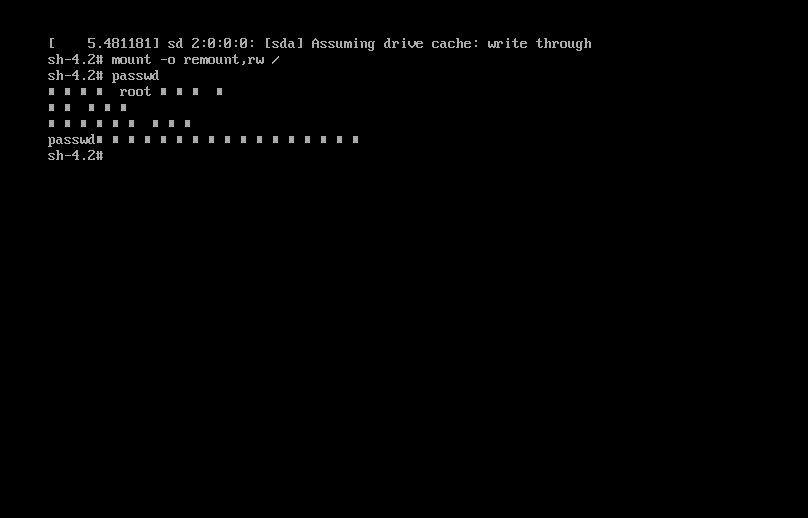 [    5.481181] sd 2:0:0:0: [sda] Assuming drive cache: write through
sh-4.2# mount -o remount,rw /
sh-4.2# passwd
∎ ∎ ∎ ∎  root ∎ ∎ ∎  ∎
∎ ∎  ∎ ∎ ∎
∎ ∎ ∎ ∎ ∎ ∎  ∎ ∎ ∎
passwd∎ ∎ ∎ ∎ ∎ ∎ ∎ ∎ ∎ ∎ ∎ ∎ ∎ ∎ ∎ ∎ ∎
sh-4.2#